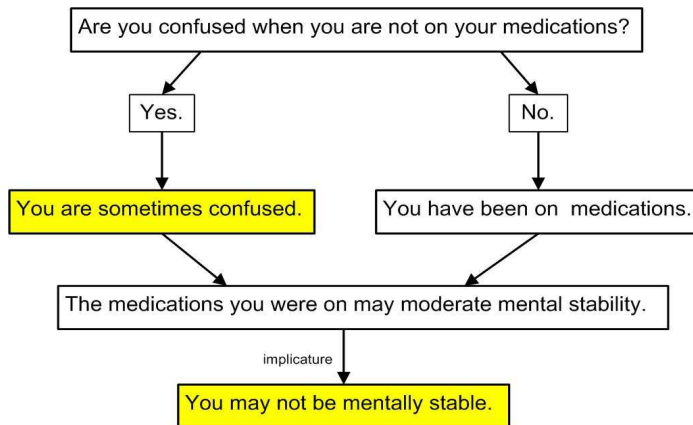 Are you confused when you are not on your medications?
Yes.
No.
You are sometimes confused.
You have been on medications.
The medications you were on may moderate mental stability.
implicature
You may not be mentally stable.